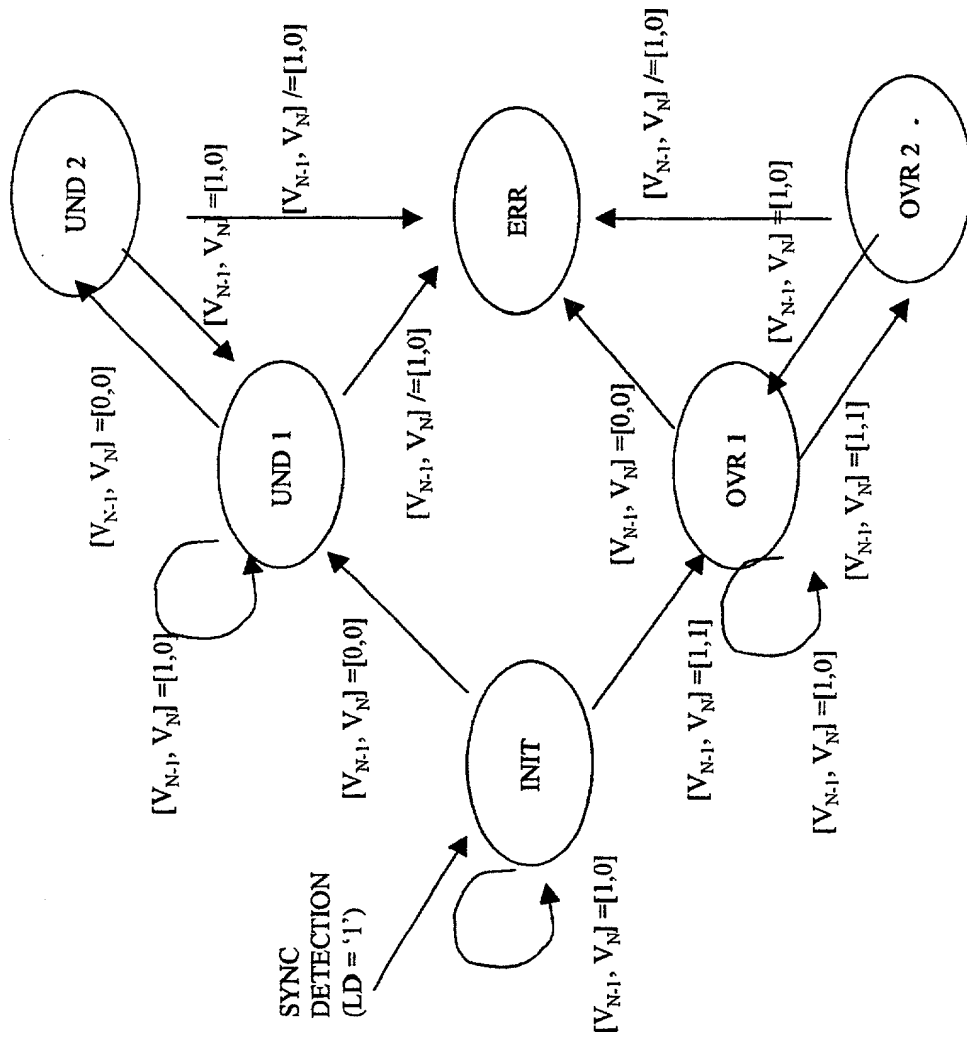 SYNC
DETECTION
(LD = ‘1’)
[V_{N-1}, V_N] =[1,0]
INIT
[V_{N-1}, V_N] =[0,0]
[V_{N-1}, V_N] =[1,1]
[V_{N-1}, V_N] =[1,0]
UND 1
[V_{N-1}, V_N] =[0,0]
[V_{N-1}, V_N] =[1,0]
UND 2
[V_{N-1}, V_N] /=[1,0]
[V_{N-1}, V_N] /=[1,0]
ERR
[V_{N-1}, V_N] =[0,0]
[V_{N-1}, V_N] /=[1,0]
OVR 1
[V_{N-1}, V_N] =[1,0]
[V_{N-1}, V_N] =[1,0]
[V_{N-1}, V_N] =[1,1]
OVR 2